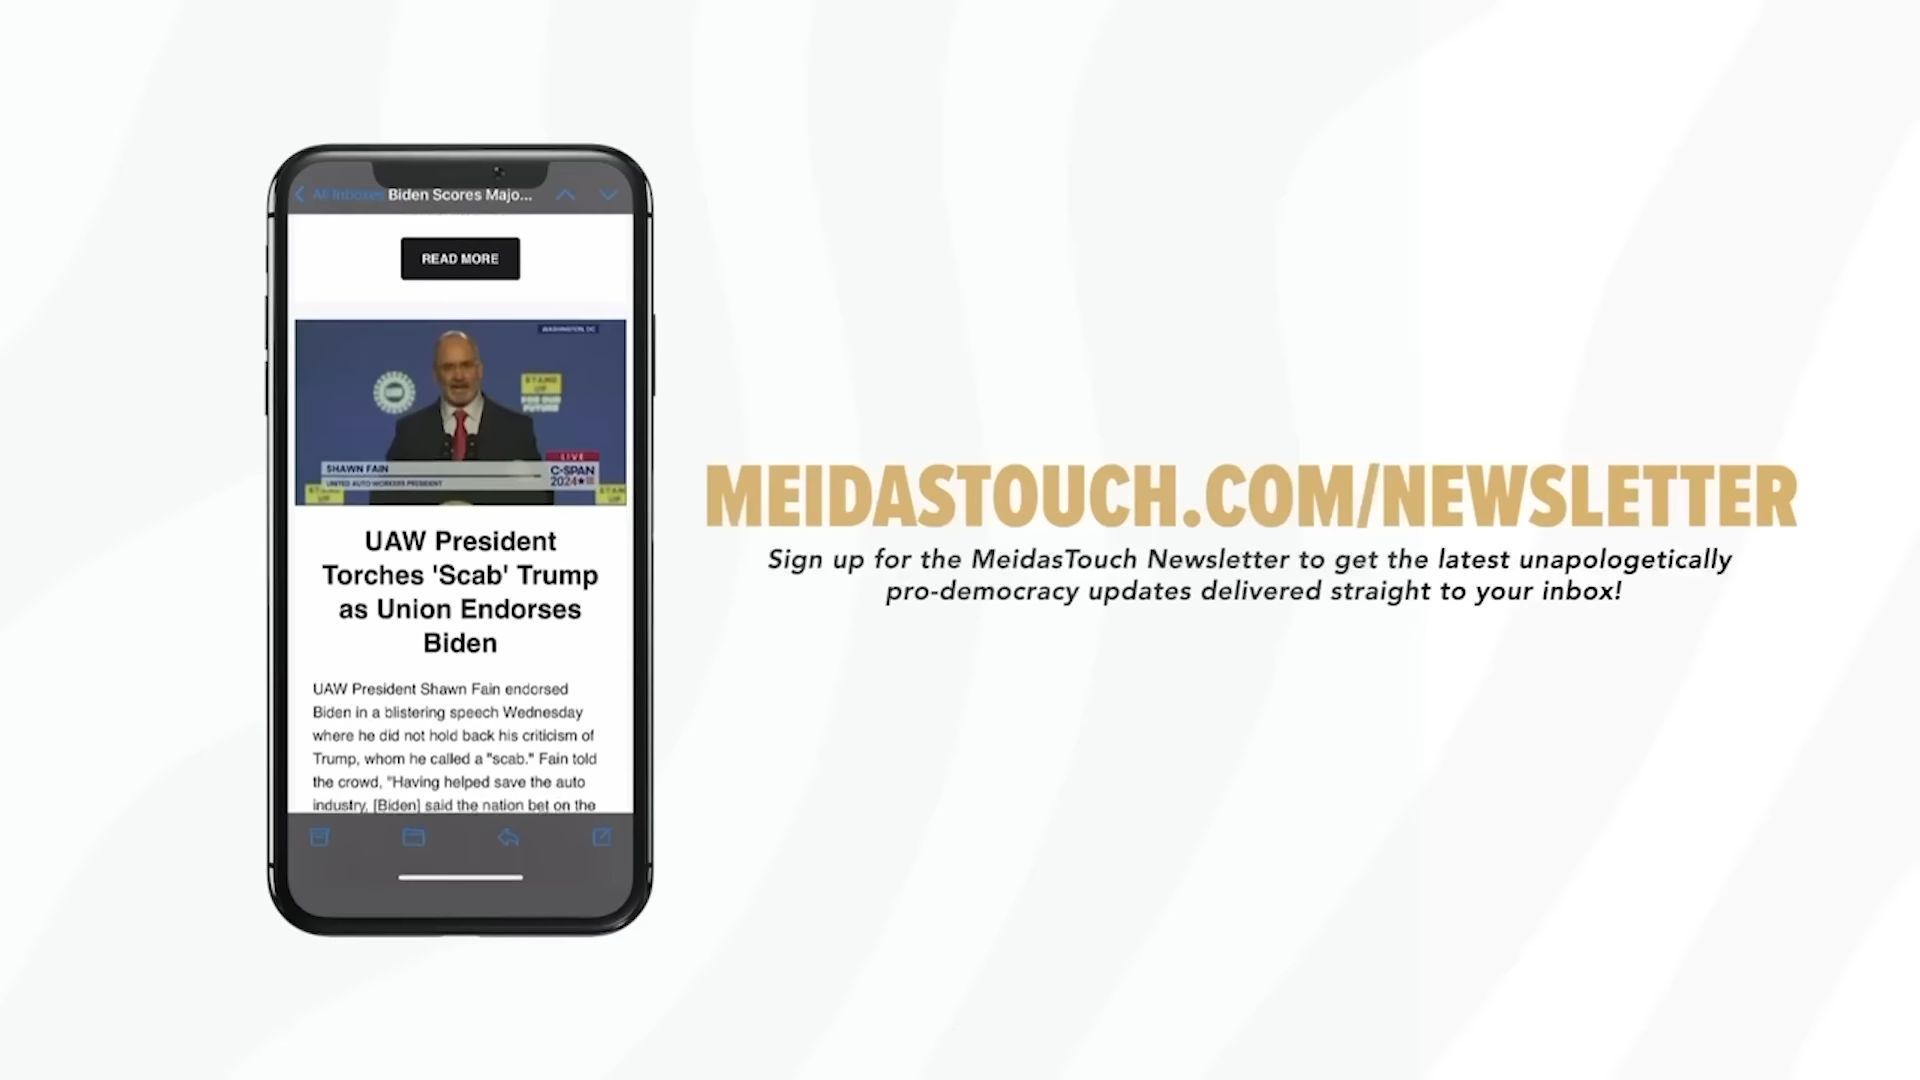 All Inboxes Biden Scores Majo...
READ MORE
WASHINGTON, DC
STAND
UP
FOR OUR
FUTURE
LIVE
SHAWN FAIN
UNITED AUTO WORKERS PRESIDENT
C-SPAN
2024
UP
UP
UAW President
Torches 'Scab' Trump
as Union Endorses
Biden
UAW President Shawn Fain endorsed
Biden in a blistering speech Wednesday
where he did not hold back his criticism of
Trump, whom he called a "scab." Fain told
the crowd, "Having helped save the auto
industry, [Biden] said the nation bet on the
MEIDASTOUCH.COM/NEWSLETTER
Sign up for the MeidasTouch Newsletter to get the latest unapologetically
pro-democracy updates delivered straight to your inbox!